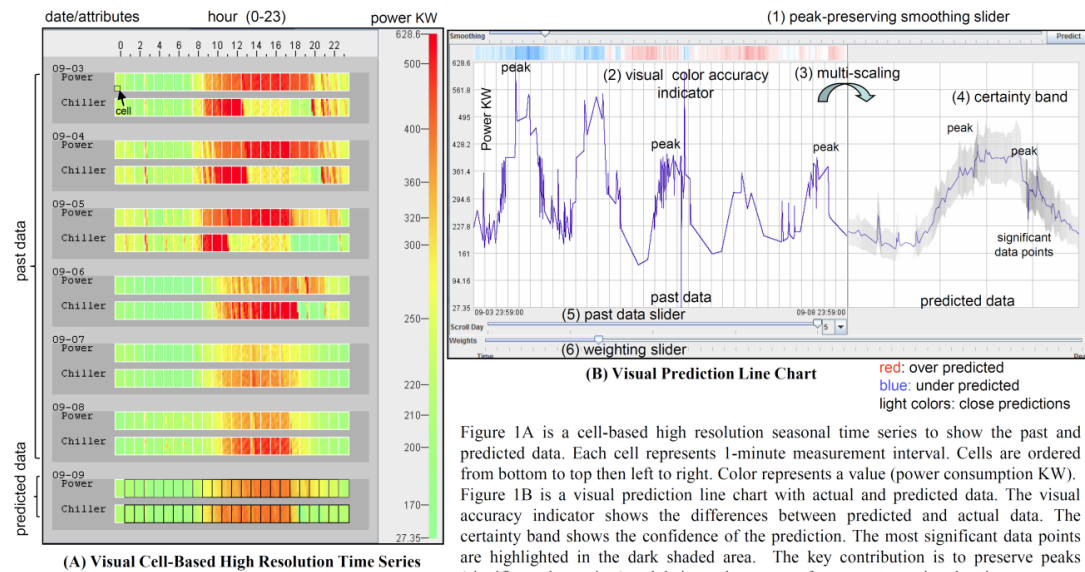 date/attributes hour (0-23) power KW
0 2 4 6 8 10 12 14 16 18 20 22
628.6
500
400
360
320
300
250
220
210
200
170
27.35
past data
predicted data
09-03
Power
Chiller
cell
09-04
Power
Chiller
09-05
Power
Chiller
09-06
Power
Chiller
09-07
Power
Chiller
09-08
Power
Chiller
09-09
Power
Chiller
(A) Visual Cell-Based High Resolution Time Series
(1) peak-preserving smoothing slider
Smoothing
Predict
628.6
561.8
495
428.2
361.4
294.6
227.8
161
94.16
27.35
Power KW
peak
(2) visual color accuracy
indicator
(3) multi-scaling
(4) certainty band
peak
peak
peak
peak
significant
data points
past data
predicted data
09-03 23:59:00
09-08 23:59:00
(5) past data slider
Scroll Day
5
Weights
(6) weighting slider
Time
(B) Visual Prediction Line Chart
red: over predicted
blue: under predicted
light colors: close predictions
Figure 1A is a cell-based high resolution seasonal time series to show the past and
predicted data. Each cell represents 1-minute measurement interval. Cells are ordered
from bottom to top then left to right. Color represents a value (power consumption KW).
Figure 1B is a visual prediction line chart with actual and predicted data. The visual
accuracy indicator shows the differences between predicted and actual data. The
certainty band shows the confidence of the prediction. The most significant data points
are highlighted in the dark shaded area. The key contribution is to preserve peaks